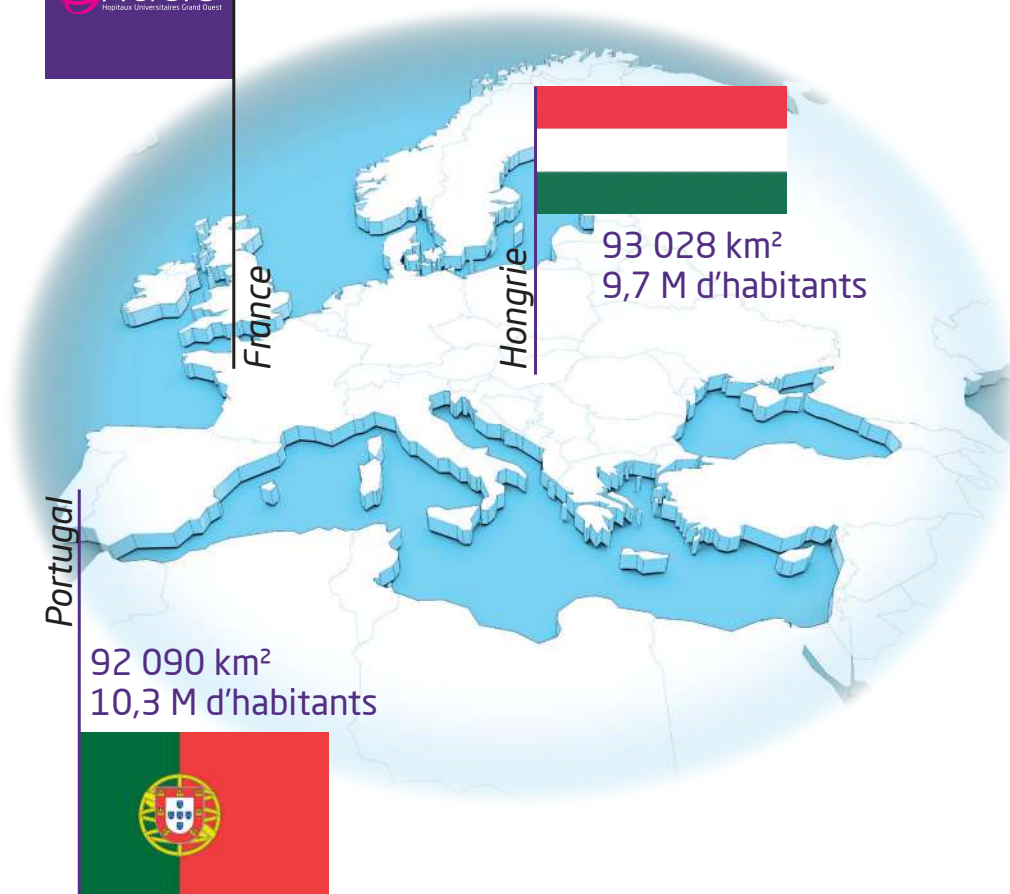 Hopitaux Universitaires Grand Ouest
France
Hongrie
93 028 km²
9,7 M d'habitants
Portugal
92 090 km²
10,3 M d'habitants